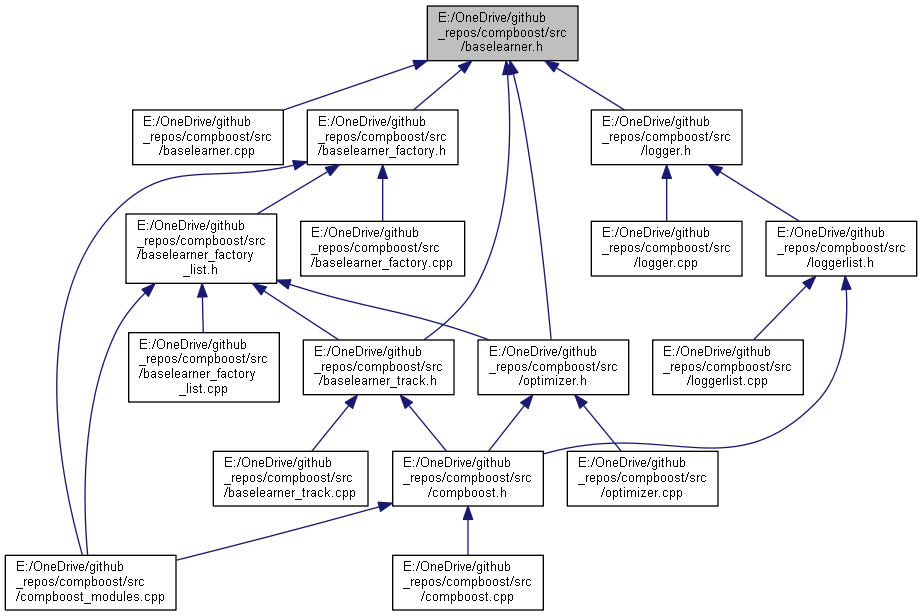 E:/OneDrive/github
_repos/compboost/src
/baselearner.h
E:/OneDrive/github
_repos/compboost/src
/baselearner.cpp
E:/OneDrive/github
_repos/compboost/src
/baselearner_factory.h
E:/OneDrive/github
_repos/compboost/src
/logger.h
E:/OneDrive/github
_repos/compboost/src
/baselearner_factory
_list.h
E:/OneDrive/github
_repos/compboost/src
/baselearner_factory.cpp
E:/OneDrive/github
_repos/compboost/src
/logger.cpp
E:/OneDrive/github
_repos/compboost/src
/loggerlist.h
E:/OneDrive/github
_repos/compboost/src
/baselearner_factory
_list.cpp
E:/OneDrive/github
_repos/compboost/src
/baselearner_track.h
E:/OneDrive/github
_repos/compboost/src
/optimizer.h
E:/OneDrive/github
_repos/compboost/src
/loggerlist.cpp
E:/OneDrive/github
_repos/compboost/src
/baselearner_track.cpp
E:/OneDrive/github
_repos/compboost/src
/compboost.h
E:/OneDrive/github
_repos/compboost/src
/optimizer.cpp
E:/OneDrive/github
_repos/compboost/src
/compboost_modules.cpp
E:/OneDrive/github
_repos/compboost/src
/compboost.cpp